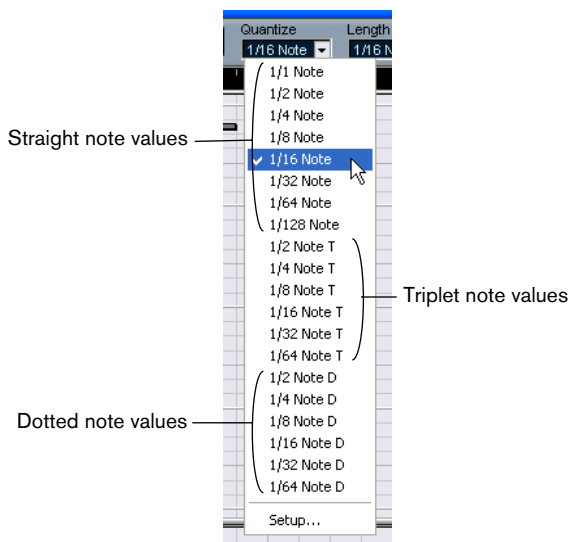 Quantize Length
1/16 Note 1/16 N
1/1 Note
1/2 Note
1/4 Note
1/8 Note
Straight note values
1/16 Note
1/32 Note
1/64 Note
1/128 Note
1/2 Note T
1/4 Note T
1/8 Note T
Triplet note values
1/16 Note T
1/32 Note T
1/64 Note T
1/2 Note D
1/4 Note D
1/8 Note D
Dotted note values
1/16 Note D
1/32 Note D
1/64 Note D
Setup...